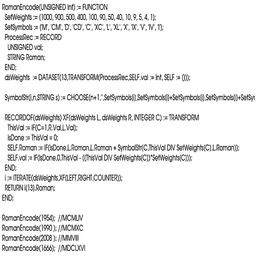 RomanEncode(UNSIGNED Int) := FUNCTION
SetWeights := (1000, 900, 500, 400, 100, 90, 50, 40, 10, 9, 5, 4, 1);
SetSymbols := ('M', 'CM', 'D', 'CD', 'C', 'XC', 'L', 'XL', 'X', 'IX', 'V', 'IV', 'I');
ProcessRec := RECORD
UNSIGNED val;
STRING Roman;
END;
dsWeights := DATASET(13,TRANSFORM(ProcessRec,SELF.val := Int, SELF := ()));
SymbolStr(i,n,STRING s) := CHOOSE(n+1,'',SetSymbols(i),SetSymbols(i)+SetSymbols(i),SetSymbols(i)+SetSym
RECORDOF(dsWeights) XF(dsWeights L, dsWeights R, INTEGER C) := TRANSFORM
ThisVal := IF(C=1,R.Val,L.Val);
IsDone := ThisVal = 0;
SELF.Roman := IF(IsDone,L.Roman,L.Roman + SymbolStr(C,ThisVal DIV SetWeights(C),L.Roman));
SELF.val := IF(IsDone,0,ThisVal - ((ThisVal DIV SetWeights(C))*SetWeights(C)));
END;
i := ITERATE(dsWeights,XF(LEFT,RIGHT,COUNTER));
RETURN i(13).Roman;
END;
RomanEncode(1954); //MCMLIV
RomanEncode(1990 ); //MCMXC
RomanEncode(2008 ); //MMVIII
RomanEncode(1666); //MDCLXVI